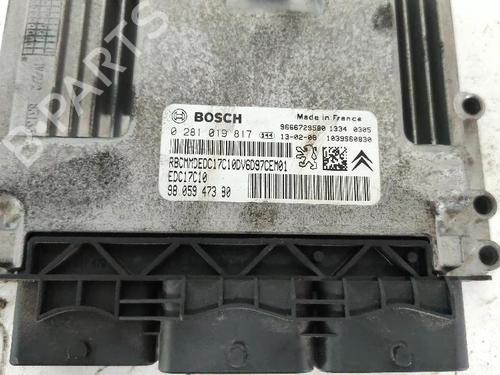 BOSCH
Made in France
0 281 019 817
9666729580 1334 0305
13-02-06 1039S60830
RBCMMDEDC17C10DV6D97CEM01
EDC17C10
98 059 473 80
B-PARTS